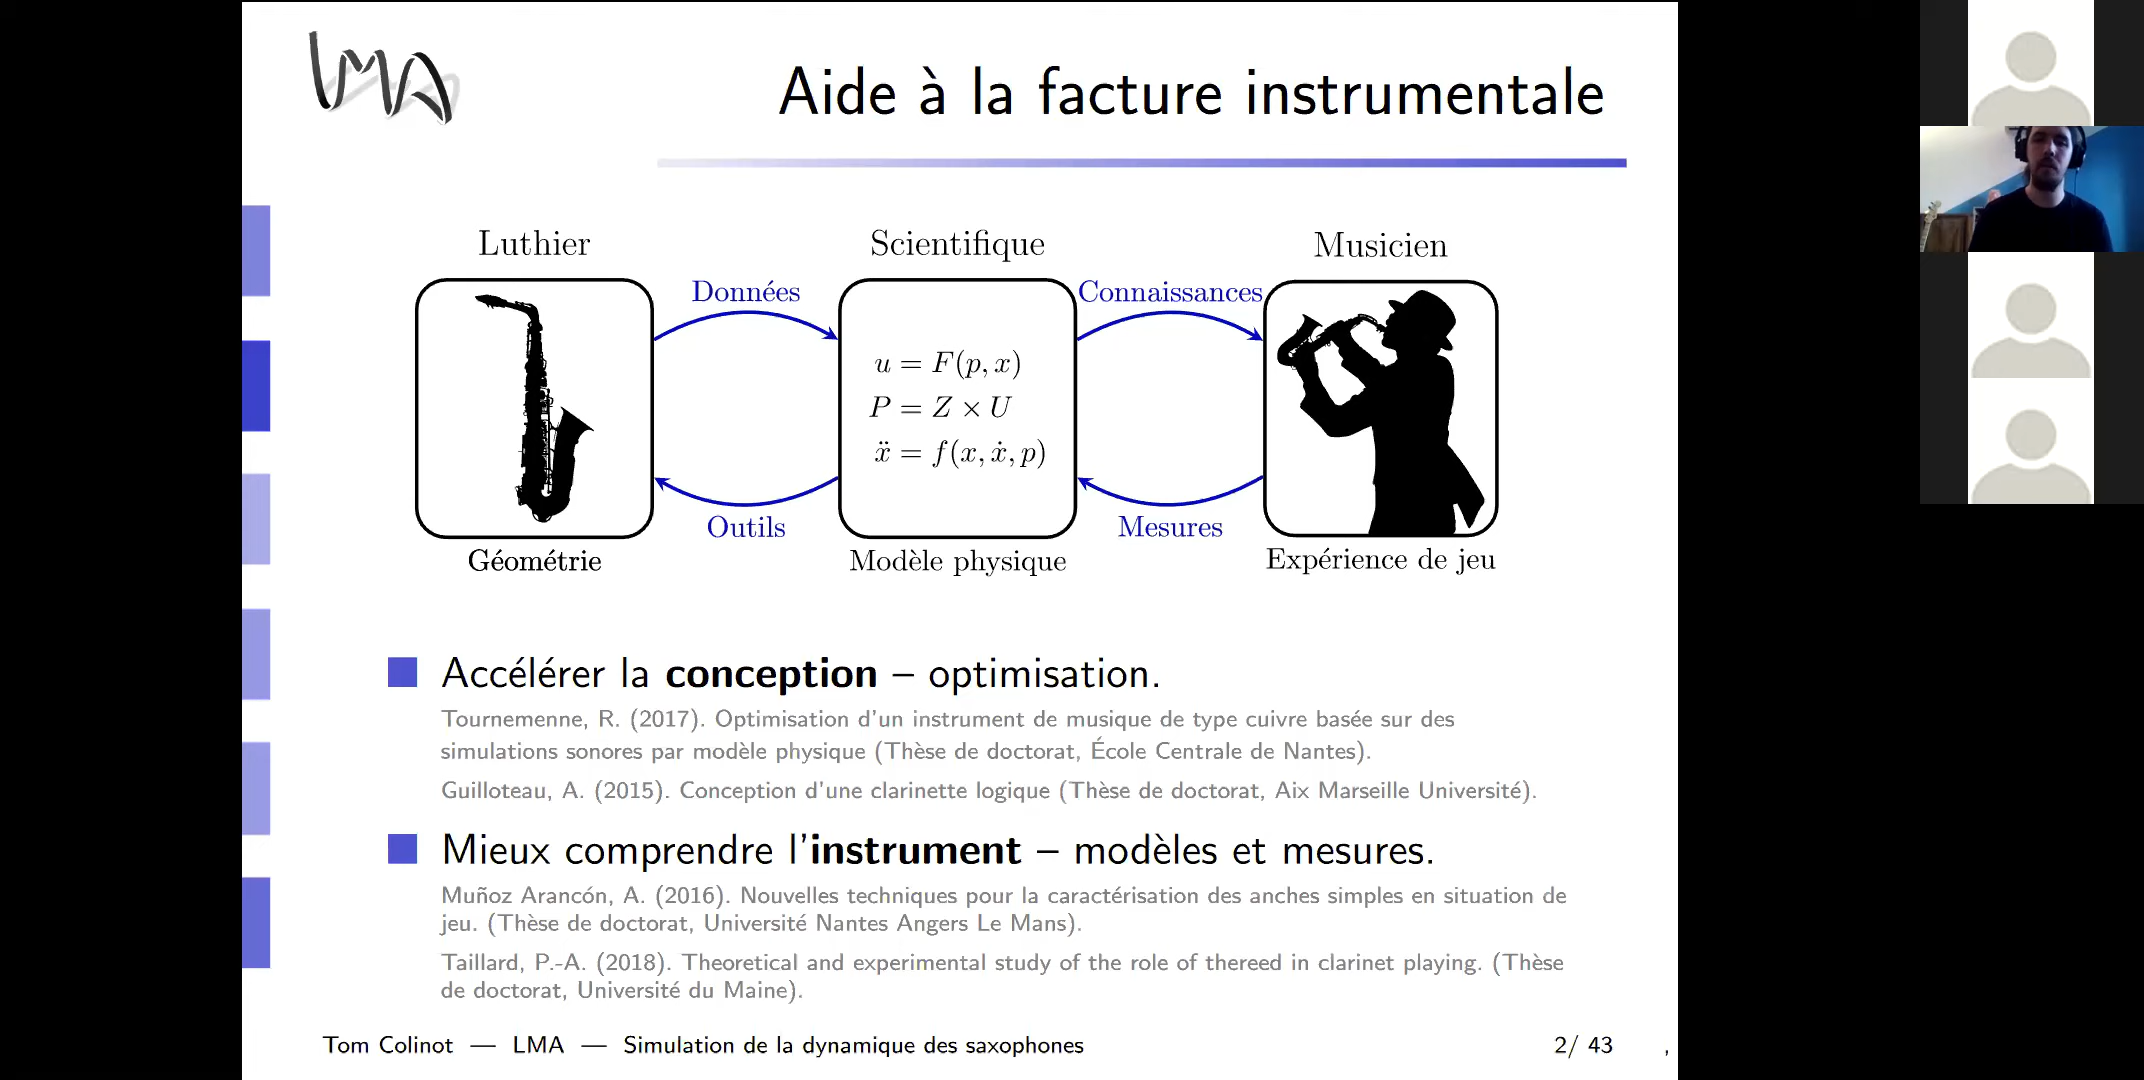 LMA
Aide à la facture instrumentale
Luthier
Scientifique
Musicien
Données
Connaissances
u = F(p, x)
P = Z × U
ẍ = f(x, ẋ, p)
Outils
Mesures
Géométrie
Modèle physique
Expérience de jeu
Accélérer la conception – optimisation.
Tournemenne, R. (2017). Optimisation d'un instrument de musique de type cuivre basée sur des
simulations sonores par modèle physique (Thèse de doctorat, École Centrale de Nantes).
Guilloteau, A. (2015). Conception d'une clarinette logique (Thèse de doctorat, Aix Marseille Université).
Mieux comprendre l'instrument – modèles et mesures.
Muñoz Arancón, A. (2016). Nouvelles techniques pour la caractérisation des anches simples en situation de
jeu. (Thèse de doctorat, Université Nantes Angers Le Mans).
Taillard, P.-A. (2018). Theoretical and experimental study of the role of thereed in clarinet playing. (Thèse
de doctorat, Université du Maine).
Tom Colinot — LMA — Simulation de la dynamique des saxophones
2/ 43
,